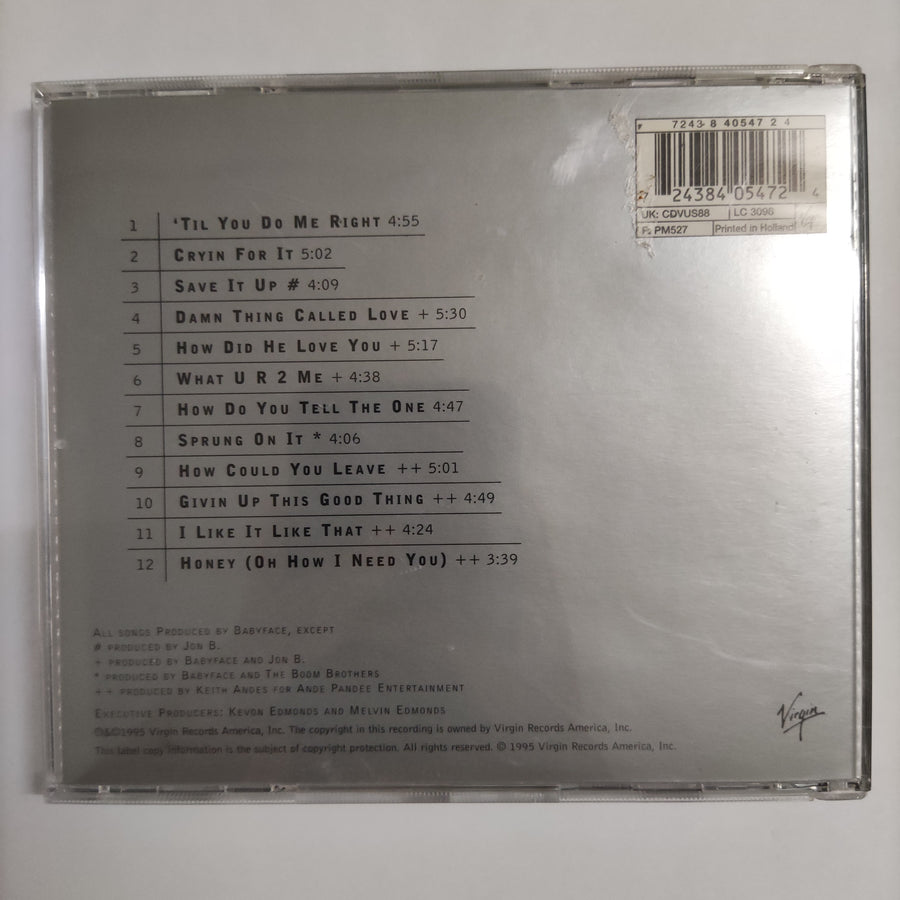 7243 8 40547 2 4
24384 05472 4
UK: CDVUS88 LC 3096
F: PM527 Printed in Holland
1 ‘TIL YOU DO ME RIGHT 4:55
2 CRYIN FOR IT 5:02
3 SAVE IT UP # 4:09
4 DAMN THING CALLED LOVE + 5:30
5 HOW DID HE LOVE YOU + 5:17
6 WHAT U R 2 ME + 4:38
7 HOW DO YOU TELL THE ONE 4:47
8 SPRUNG ON IT * 4:06
9 HOW COULD YOU LEAVE ++ 5:01
10 GIVIN UP THIS GOOD THING ++ 4:49
11 I LIKE IT LIKE THAT ++ 4:24
12 HONEY (OH HOW I NEED YOU) ++ 3:39
ALL SONGS PRODUCED BY BABYFACE, EXCEPT
# PRODUCED BY JON B.
+ PRODUCED BY BABYFACE AND JON B.
* PRODUCED BY BABYFACE AND THE BOOM BROTHERS
++ PRODUCED BY KEITH ANDES FOR ANDE PANDEE ENTERTAINMENT
EXECUTIVE PRODUCERS: KEVON EDMONDS AND MELVIN EDMONDS
℗&©1995 Virgin Records America, Inc. The copyright in this recording is owned by Virgin Records America, Inc.
This label copy information is the subject of copyright protection. All rights reserved. © 1995 Virgin Records America, Inc.
Virgin